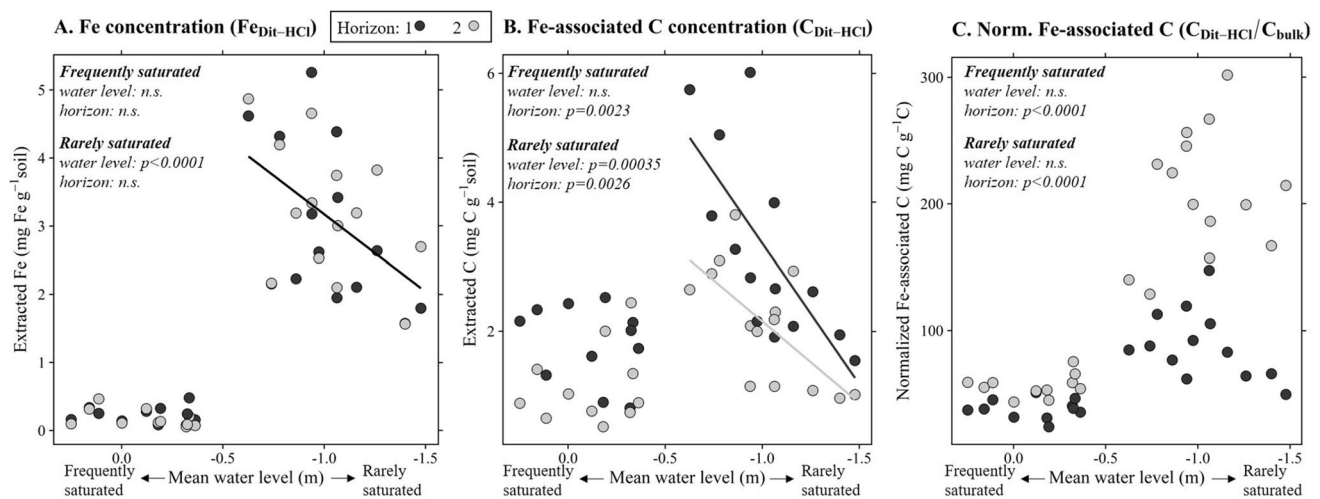 A. Fe concentration (FeDit−HCl)
Horizon: 1 2
B. Fe-associated C concentration (CDit−HCl)
C. Norm. Fe-associated C (CDit−HCl/Cbulk)
Frequently saturated
water level: n.s.
horizon: n.s.
Rarely saturated
water level: p<0.0001
horizon: n.s.
Extracted Fe (mg Fe g−1soil)
5
4
3
2
1
0
0.0 -0.5 -1.0 -1.5
Frequently saturated
Mean water level (m)
Rarely saturated
Frequently saturated
water level: n.s.
horizon: p=0.0023
Rarely saturated
water level: p=0.00035
horizon: p=0.0026
Extracted C (mg C g−1soil)
6
4
2
0.0 -0.5 -1.0 -1.5
Frequently saturated
Mean water level (m)
Rarely saturated
Frequently saturated
water level: n.s.
horizon: p<0.0001
Rarely saturated
water level: n.s.
horizon: p<0.0001
Normalized Fe-associated C (mg C g−1C)
300
200
100
0.0 -0.5 -1.0 -1.5
Frequently saturated
Mean water level (m)
Rarely saturated